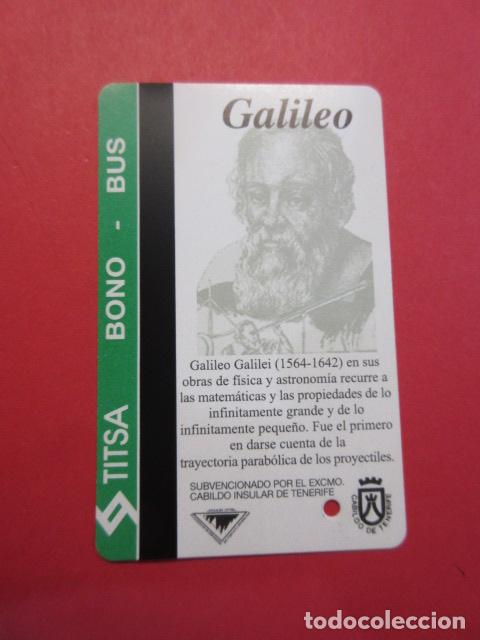 Galileo
TITSA BONO - BUS
Galileo Galilei (1564-1642) en sus
obras de física y astronomía recurre a
las matemáticas y las propiedades de lo
infinitamente grande y de lo
infinitamente pequeño. Fue el primero
en darse cuenta de la
trayectoria parabólica de los proyectiles.
SUBVENCIONADO POR EL EXCMO.
CABILDO INSULAR DE TENERIFE
CABILDO DE TENERIFE
todocoleccion.net